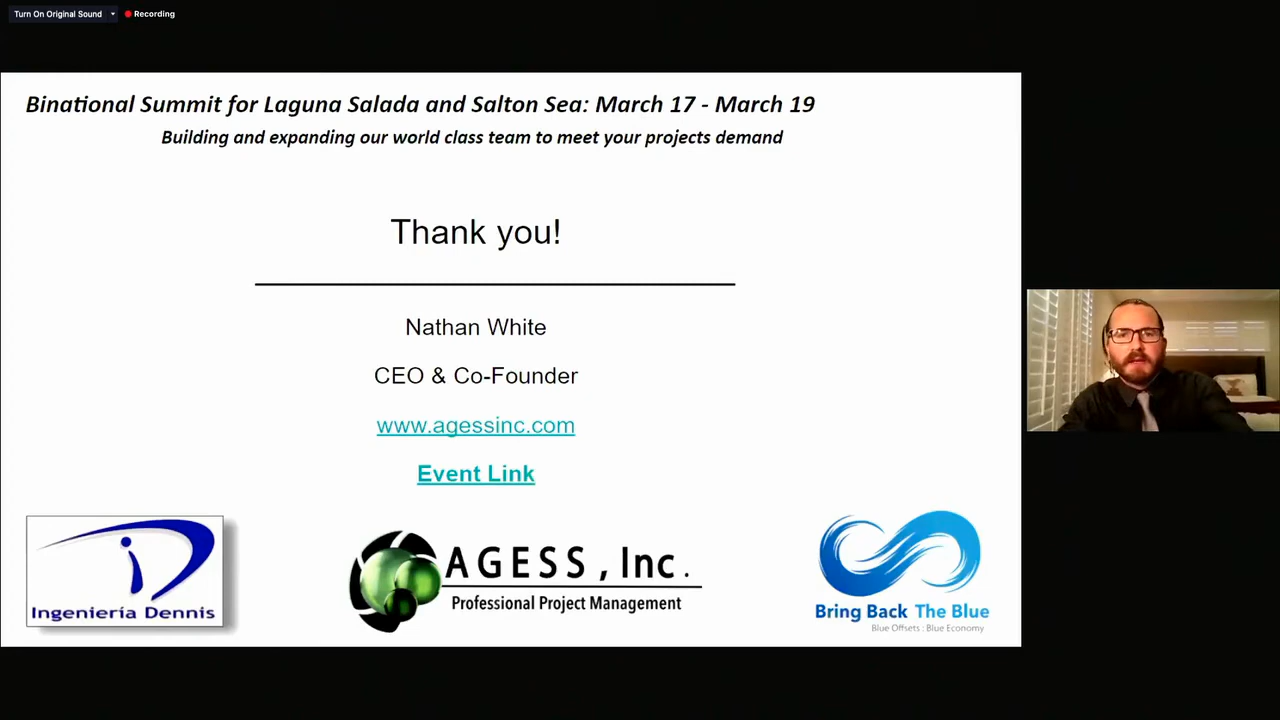 Turn On Original Sound
Recording
Binational Summit for Laguna Salada and Salton Sea: March 17 - March 19
Building and expanding our world class team to meet your projects demand
Thank you!
Nathan White
CEO & Co-Founder
www.agessinc.com
Event Link
Ingeniería Dennis
AGESS, Inc.
Professional Project Management
Bring Back The Blue
Blue Offsets : Blue Economy